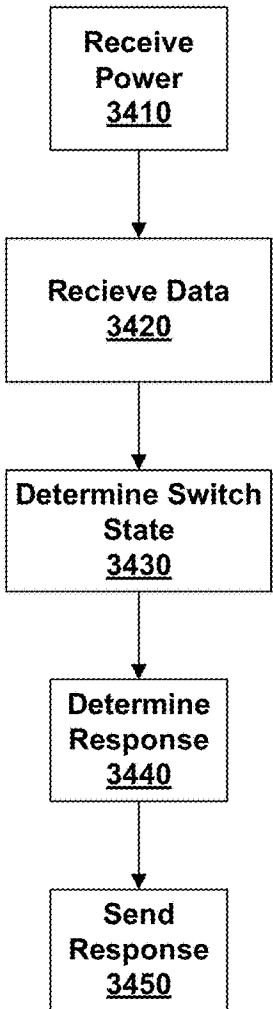 Receive
Power
3410
Recieve Data
3420
Determine Switch
State
3430
Determine
Response
3440
Send
Response
3450